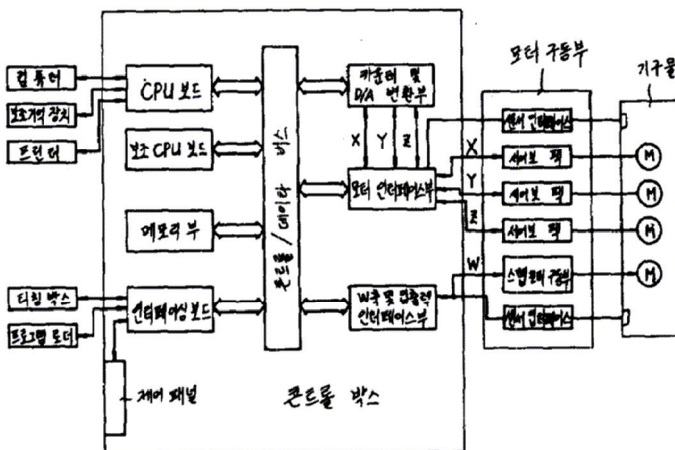 컴퓨터
보조기억 장치
프린터
티칭 박스
프로그램 로더
CPU 보드
보조 CPU 보드
메모리 부
인터페이싱 보드
제어 패널
콘트롤/데이타 버스
카운터 및
D/A 변환부
X Y Z
모터 인터페이스부
W축 및 입출력
인터페이스부
콘트롤 박스
X
Y
Z
W
모터 구동부
센서 인터페이스
서어보 팩
서어보 팩
서어보 팩
스텝모터 구동부
센서 인터페이스
기구물
M
M
M
M